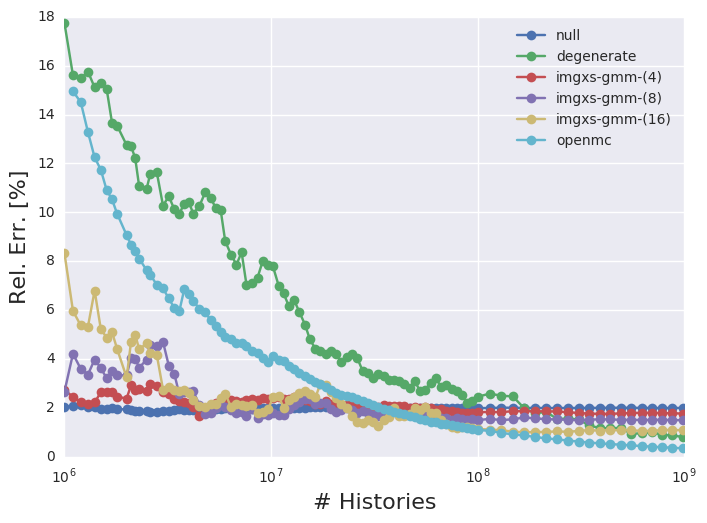 18
16
14
12
10
8
6
4
2
0
Rel. Err. [%]
null
degenerate
imgxs-gmm-(4)
imgxs-gmm-(8)
imgxs-gmm-(16)
openmc
10^6 10^7 10^8 10^9
# Histories